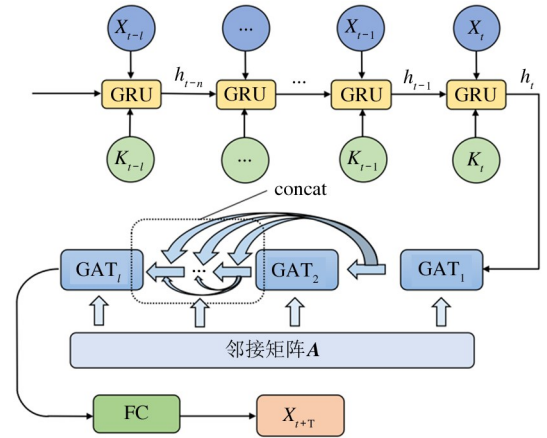 X_{t-l} ... X_{t-1} X_t
h_{t-n} ... h_{t-1} h_t
GRU GRU GRU GRU
K_{t-l} ... K_{t-1} K_t
concat
GAT_l ... GAT_2 GAT_1
邻接矩阵A
FC X_{t+T}